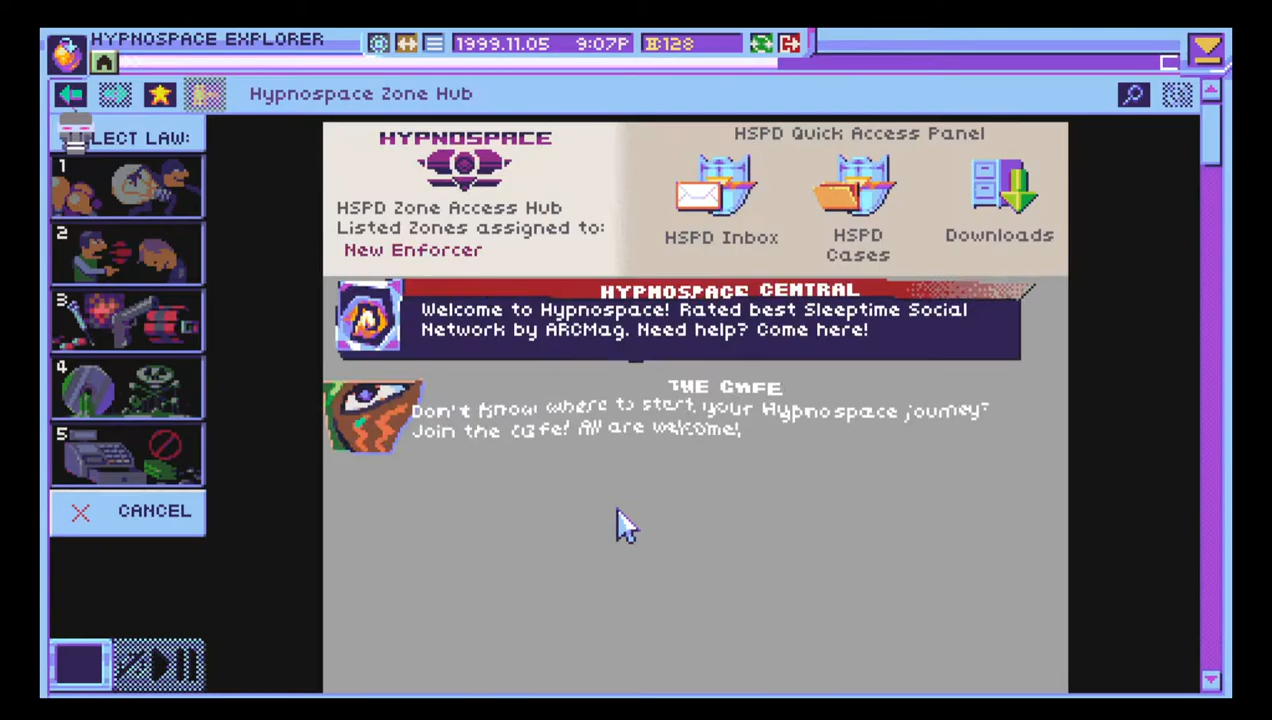 HYPNOSPACE EXPLORER
1999.11.05 9:07P
128
Hypnospace Zone Hub
LECT LAW:
1
2
3
4
5
CANCEL
HYPNOSPACE
HSPD Zone Access Hub
Listed Zones assigned to:
New Enforcer
HSPD Quick Access Panel
HSPD Inbox
HSPD
Cases
Downloads
HYPNOSPACE CENTRAL
Welcome to Hypnospace! Rated best Sleeptime Social
Network by ARCMag. Need help? Come here!
THE CAFE
Don't know where to start your Hypnospace journey?
Join the Cafe! All are welcome!